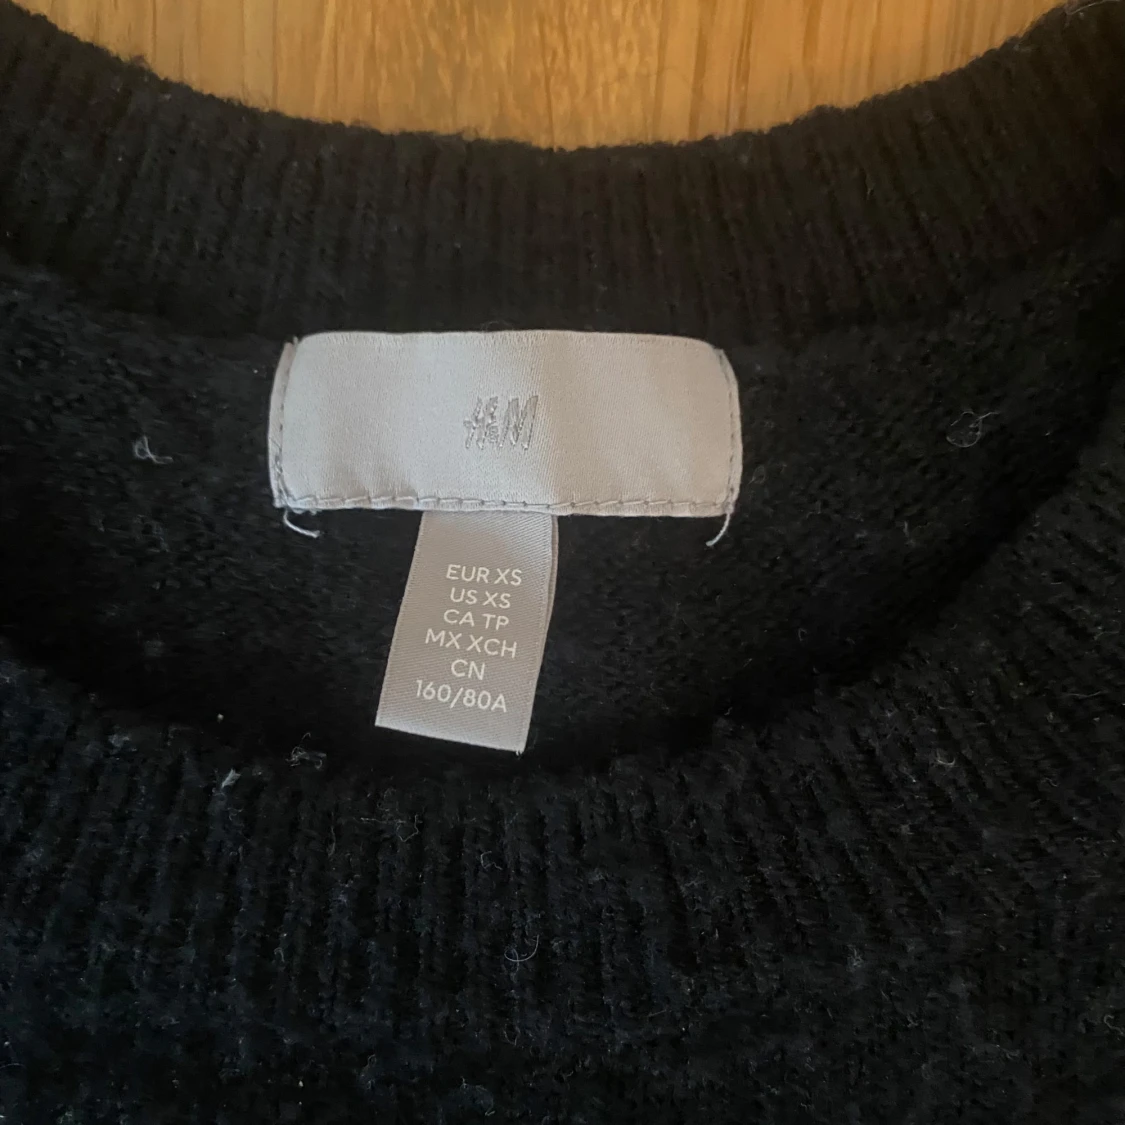 H&M
EUR XS
US XS
CA TP
MX XCH
CN
160/80A